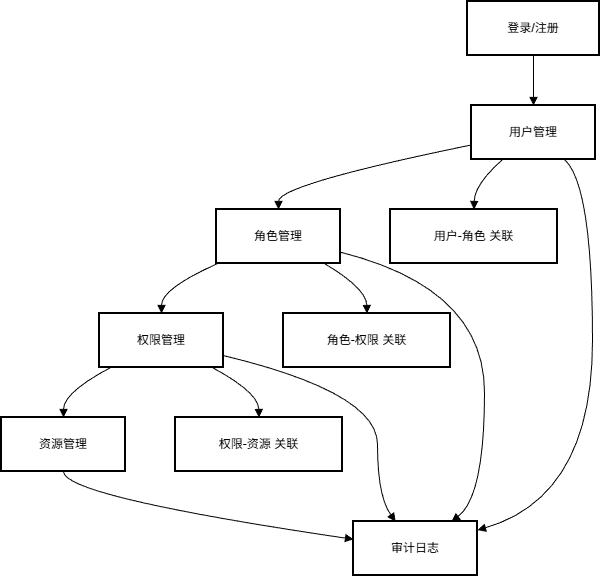 登录/注册
用户管理
角色管理
用户-角色 关联
权限管理
角色-权限 关联
资源管理
权限-资源 关联
审计日志